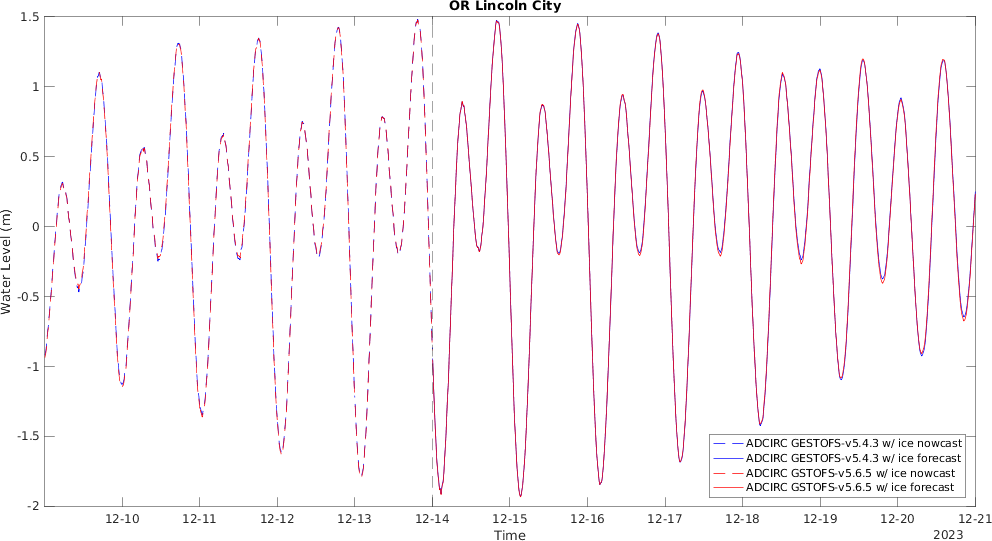 OR Lincoln City
1.5
1
0.5
0
-0.5
-1
-1.5
-2
Water Level (m)
12-10 12-11 12-12 12-13 12-14 12-15 12-16 12-17 12-18 12-19 12-20 12-21
Time
2023
ADCIRC GESTOFS-v5.4.3 w/ ice nowcast
ADCIRC GESTOFS-v5.4.3 w/ ice forecast
ADCIRC GSTOFS-v5.6.5 w/ ice nowcast
ADCIRC GSTOFS-v5.6.5 w/ ice forecast